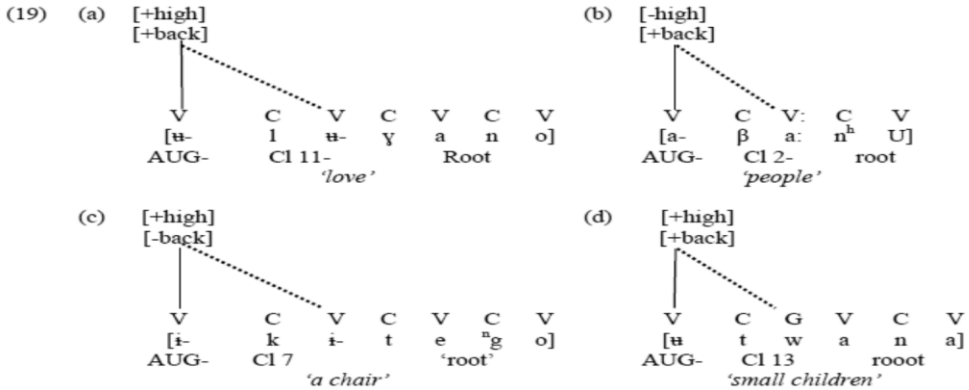 (19) (a) [+high] (b) [-high]
[+back] [+back]
V C V C V C V V C V: C V
[ʉ- l ʉ- ɣ a n o] [a- β a: nʰ U]
AUG- Cl 11- Root AUG- Cl 2- root
‘love’ ‘people’
(c) [+high] (d) [+high]
[-back] [+back]
V C V C V C V V C G V C V
[ɨ- k ɨ- t e ⁿg o] [ʉ t w a n a]
AUG- Cl 7 ‘root’ AUG- Cl 13 rooot
‘a chair’ ‘small children’